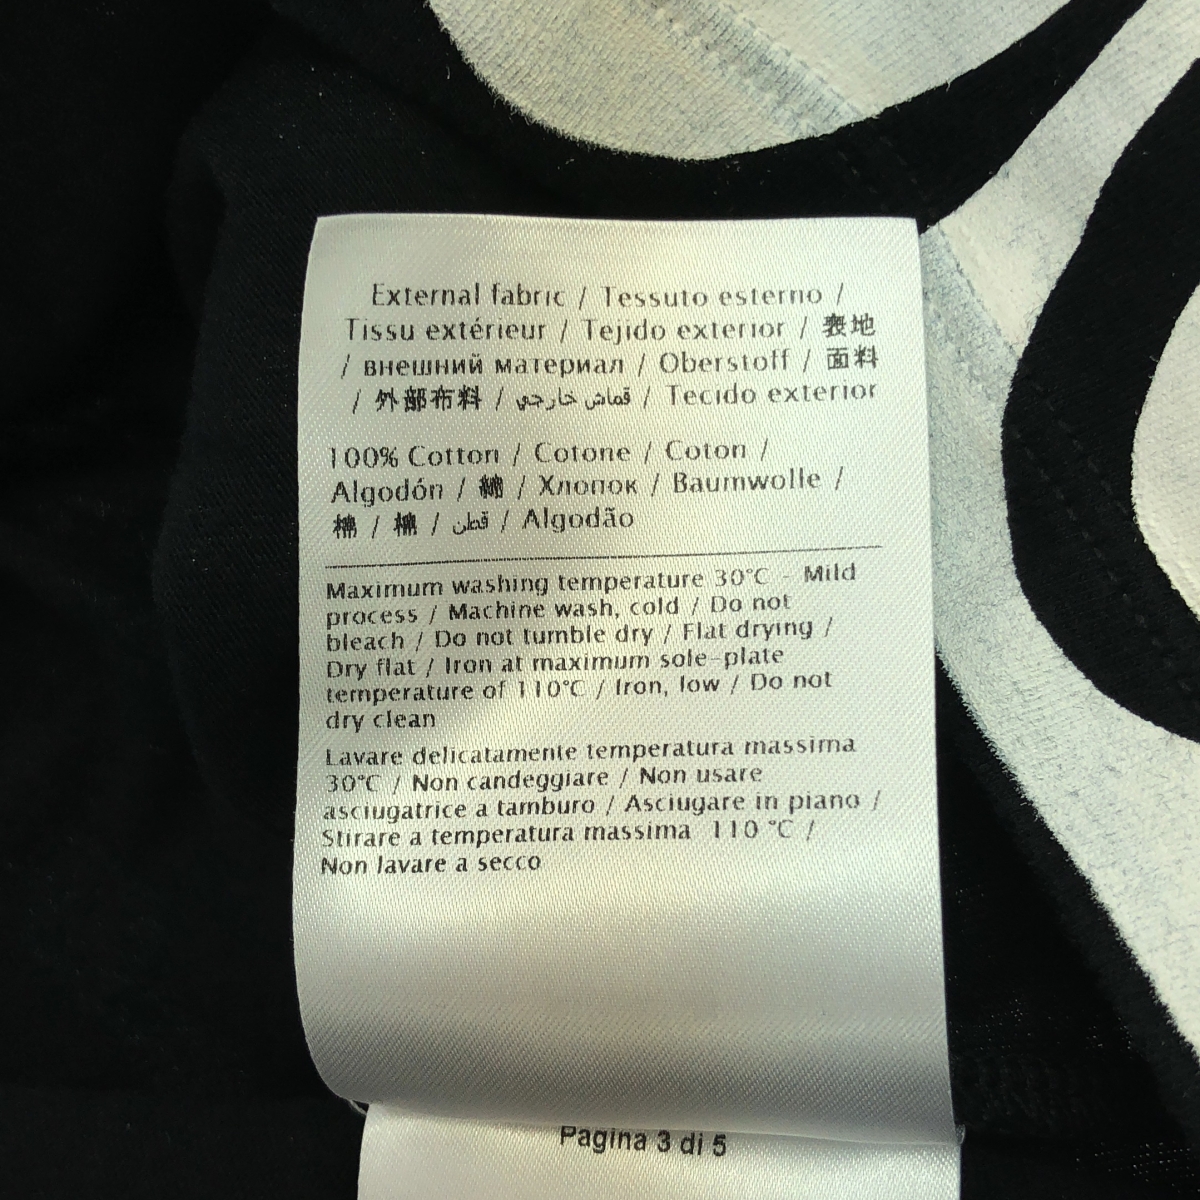 External fabric / Tessuto esterno /
Tissu extérieur / Tejido exterior / 表地
/ внешний материал / Oberstoff / 面料
/ 外部布料 / قماش خارجي / Tecido exterior
100% Cotton / Cotone / Coton /
Algodón / 綿 / Хлопок / Baumwolle /
棉 / 棉 / قطن / Algodão
Maximum washing temperature 30°C - Mild
process / Machine wash, cold / Do not
bleach / Do not tumble dry / Flat drying /
Dry flat / Iron at maximum sole-plate
temperature of 110°C / Iron, low / Do not
dry clean
Lavare delicatamente temperatura massima
30°C / Non candeggiare / Non usare
asciugatrice a tamburo / Asciugare in piano /
Stirare a temperatura massima 110 °C /
Non lavare a secco
Pagina 3 di 5